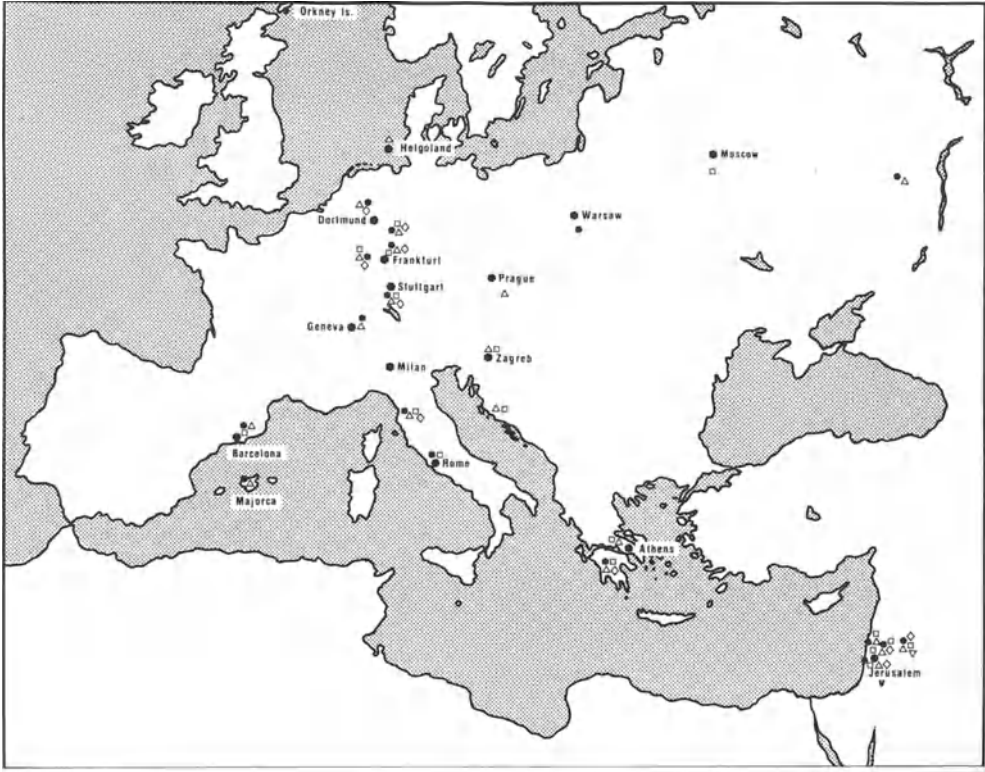 Orkney Is.
Helgoland
Moscow
Dortmund
Warsaw
Frankfurt
Prague
Stuttgart
Geneva
Zagreb
Milan
Barcelona
Rome
Majorca
Athens
Jerusalem